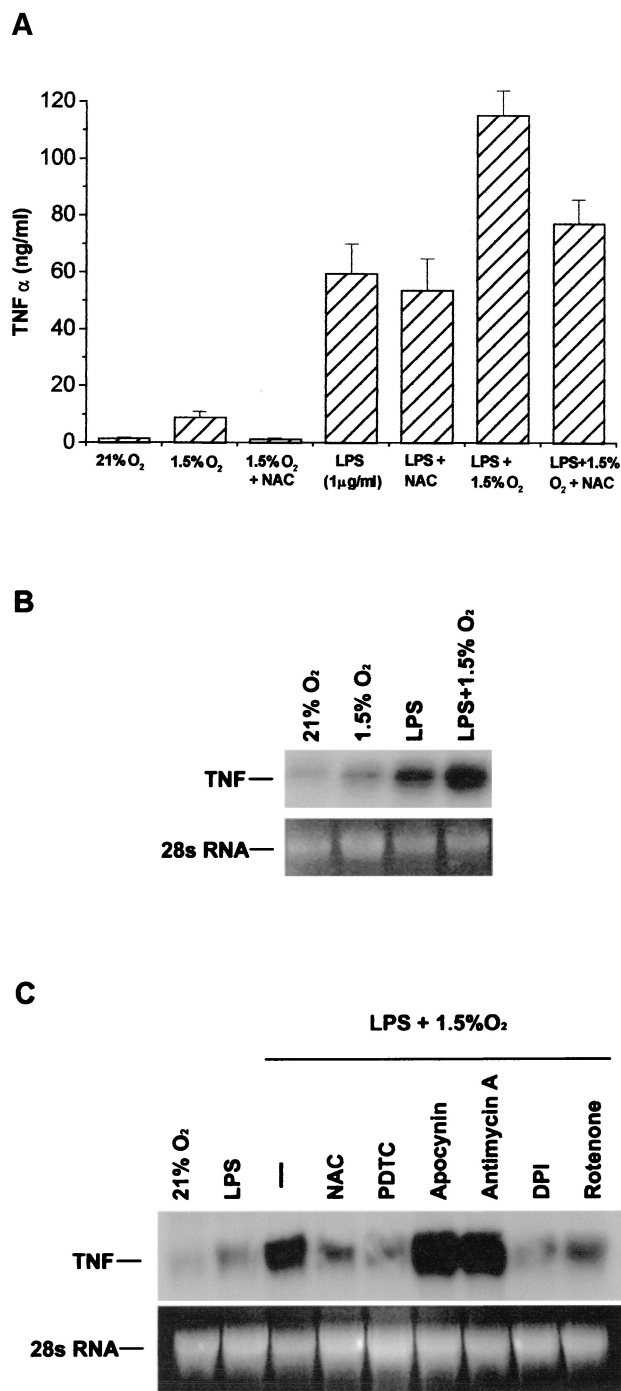 A
TNF α (ng/ml)
120
100
80
60
40
20
0
21% O₂
1.5% O₂
1.5% O₂
+ NAC
LPS
(1μg/ml)
LPS +
NAC
LPS +
1.5% O₂
LPS+1.5%
O₂ + NAC
B
21% O₂
1.5% O₂
LPS
LPS+1.5% O₂
TNF
28s RNA
C
LPS + 1.5%O₂
21% O₂
LPS
—
NAC
PDTC
Apocynin
Antimycin A
DPI
Rotenone
TNF
28s RNA